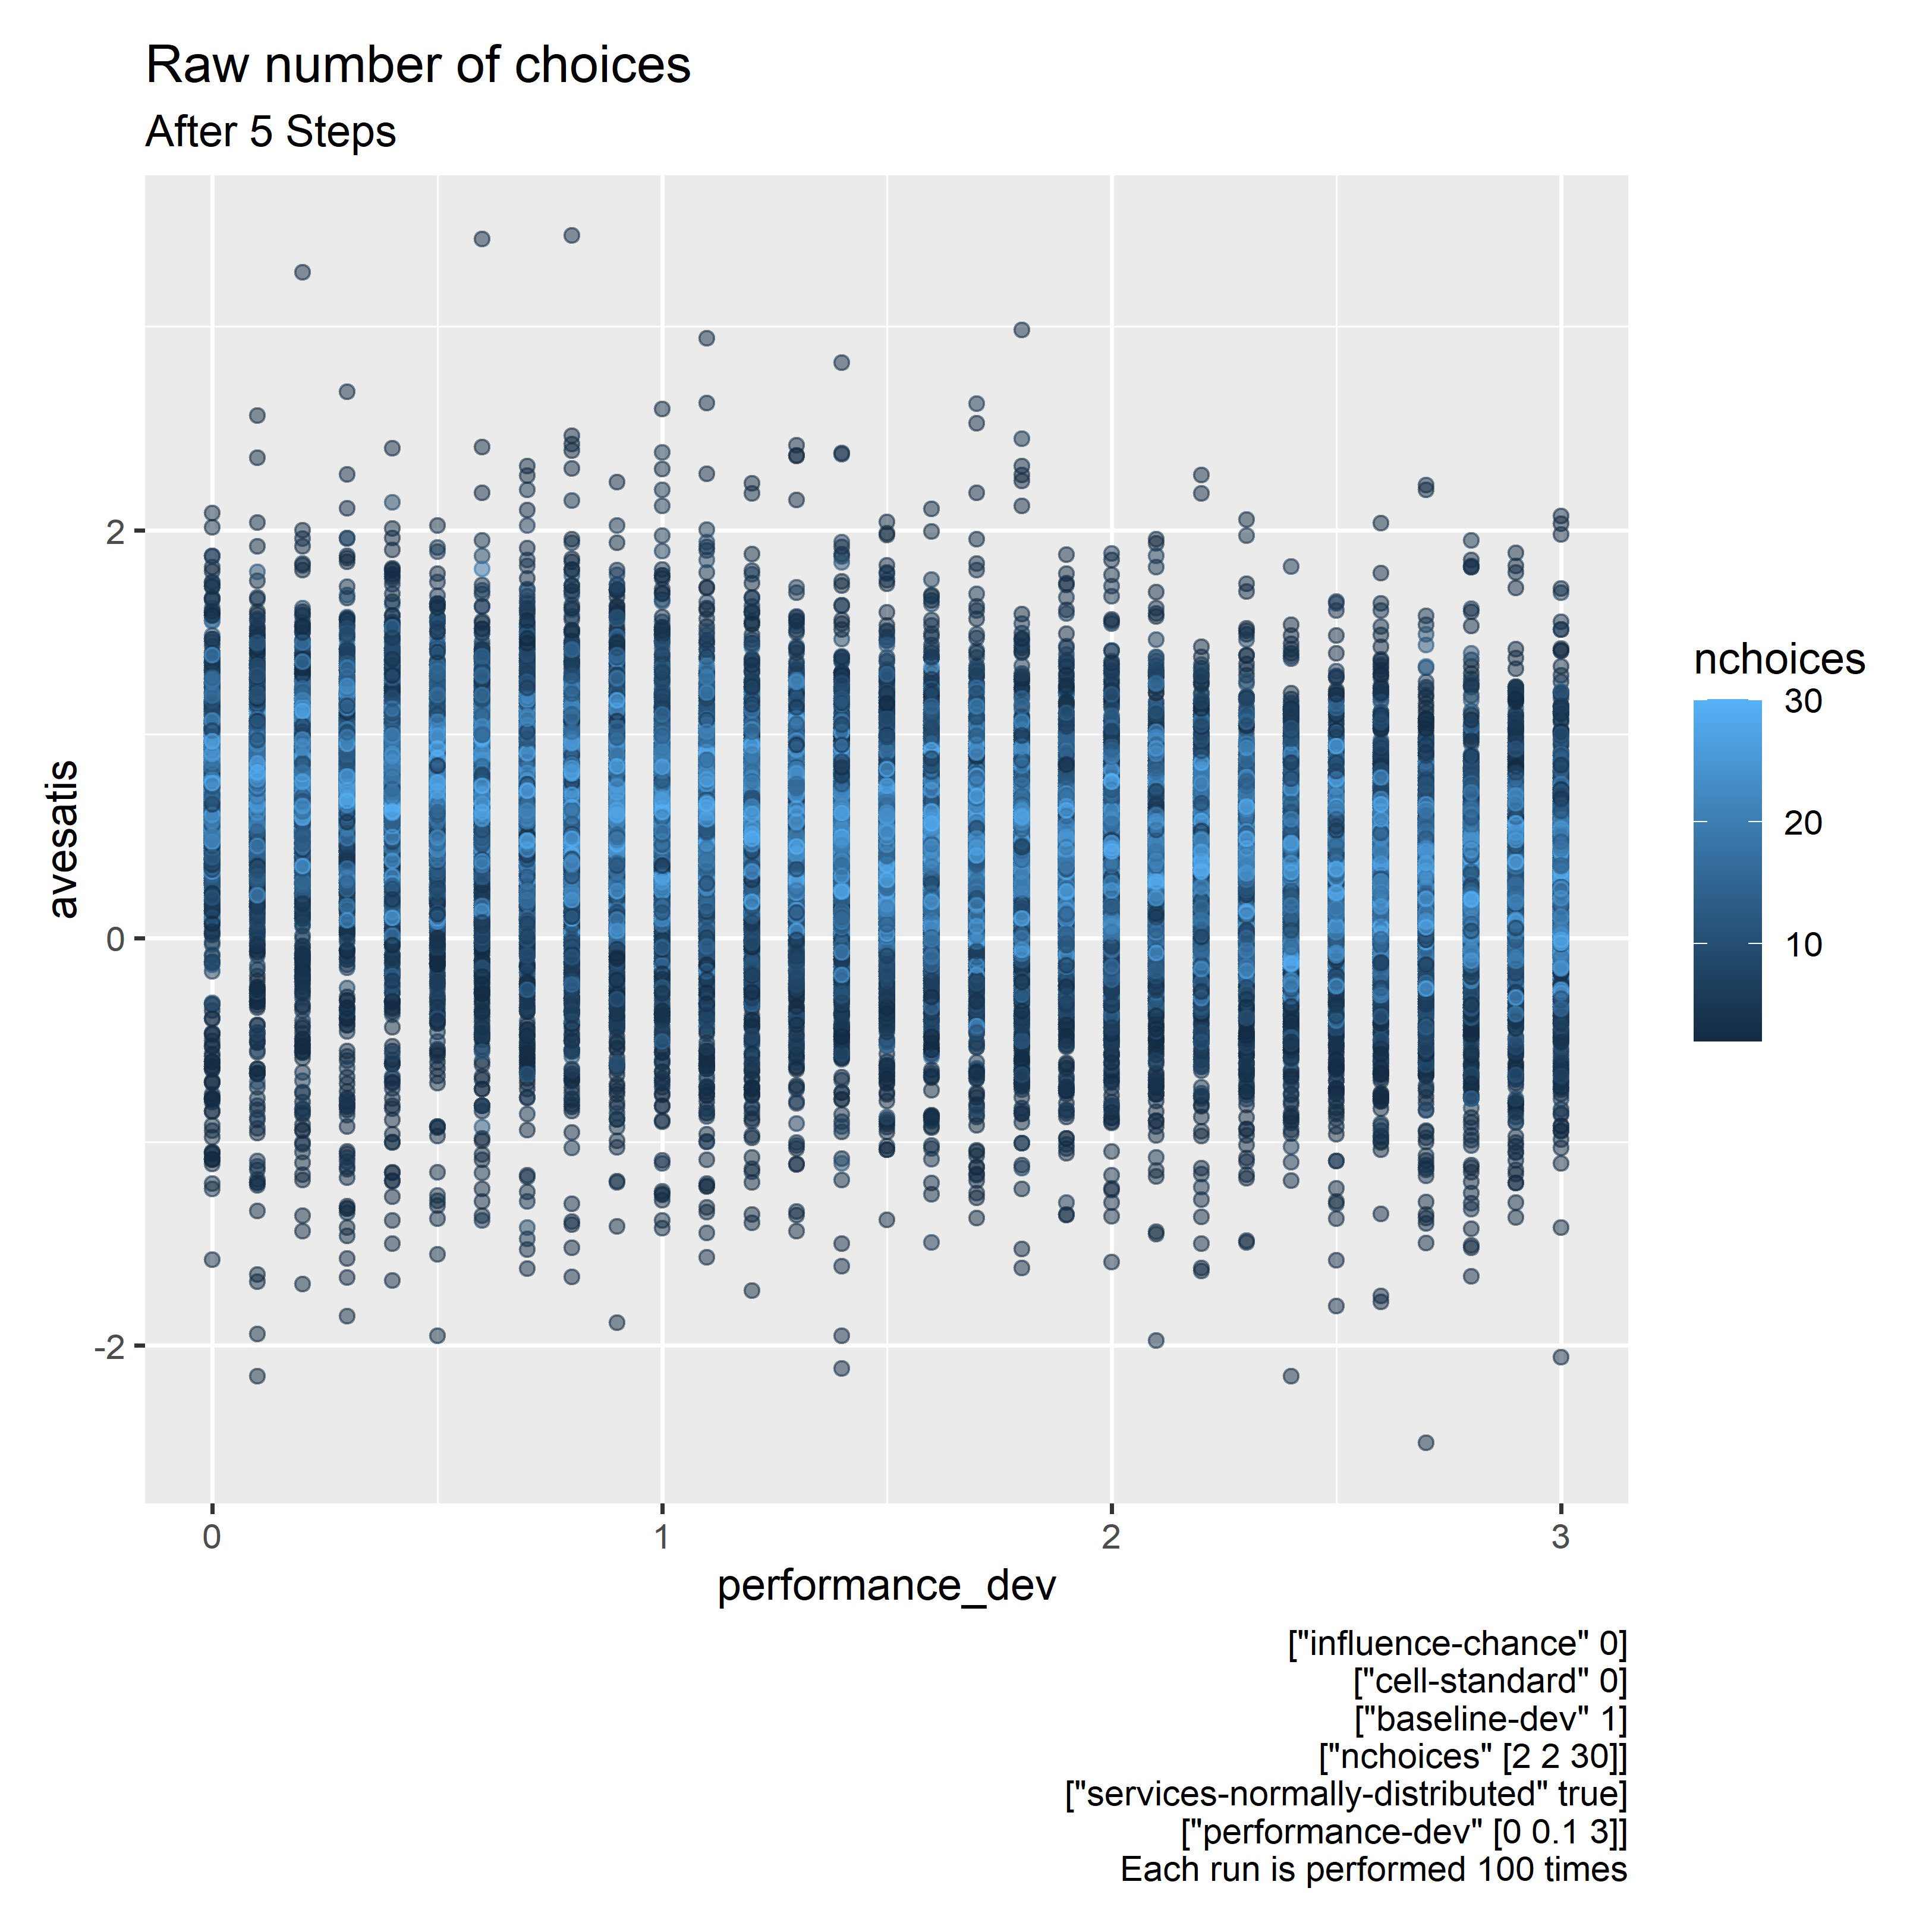 Raw number of choices
After 5 Steps
avesatis
2
0
-2
0
1
2
3
performance_dev
nchoices
30
20
10
["influence-chance" 0]
["cell-standard" 0]
["baseline-dev" 1]
["nchoices" [2 2 30]]
["services-normally-distributed" true]
["performance-dev" [0 0.1 3]]
Each run is performed 100 times